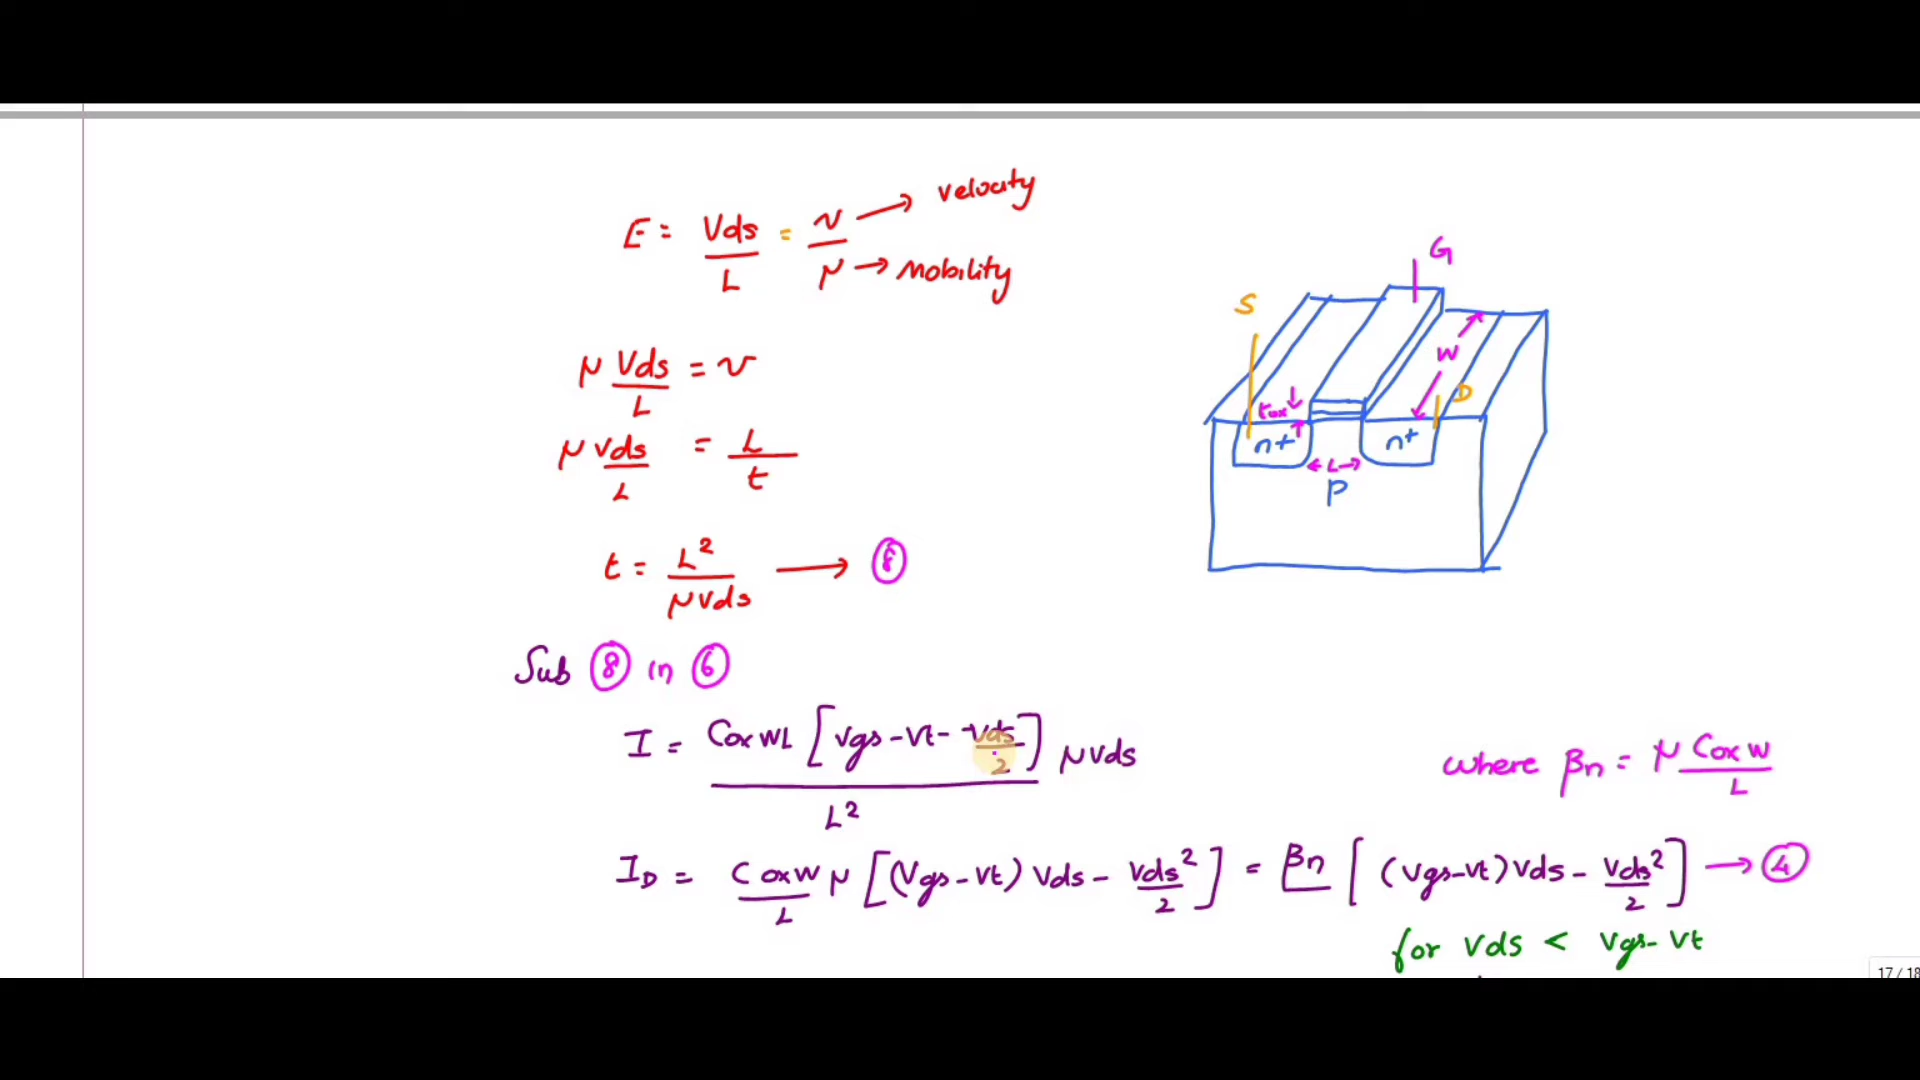 E = Vds/L = v/μ → velocity
→ mobility
μ Vds/L = v
μ Vds/L = L/t
t = L²/μVds → ⑧
Sub ⑧ in ⑥
I = Cox WL [Vgs - Vt - Vds/2] μVds / L²
where βn = μ Cox W/L
ID = Cox W/L μ [(Vgs - Vt) Vds - Vds²/2] = βn [(Vgs - Vt) Vds - Vds²/2] → ④
for Vds < Vgs - Vt
G
S
W
D
tox
n+
n+
L
P
17 / 18